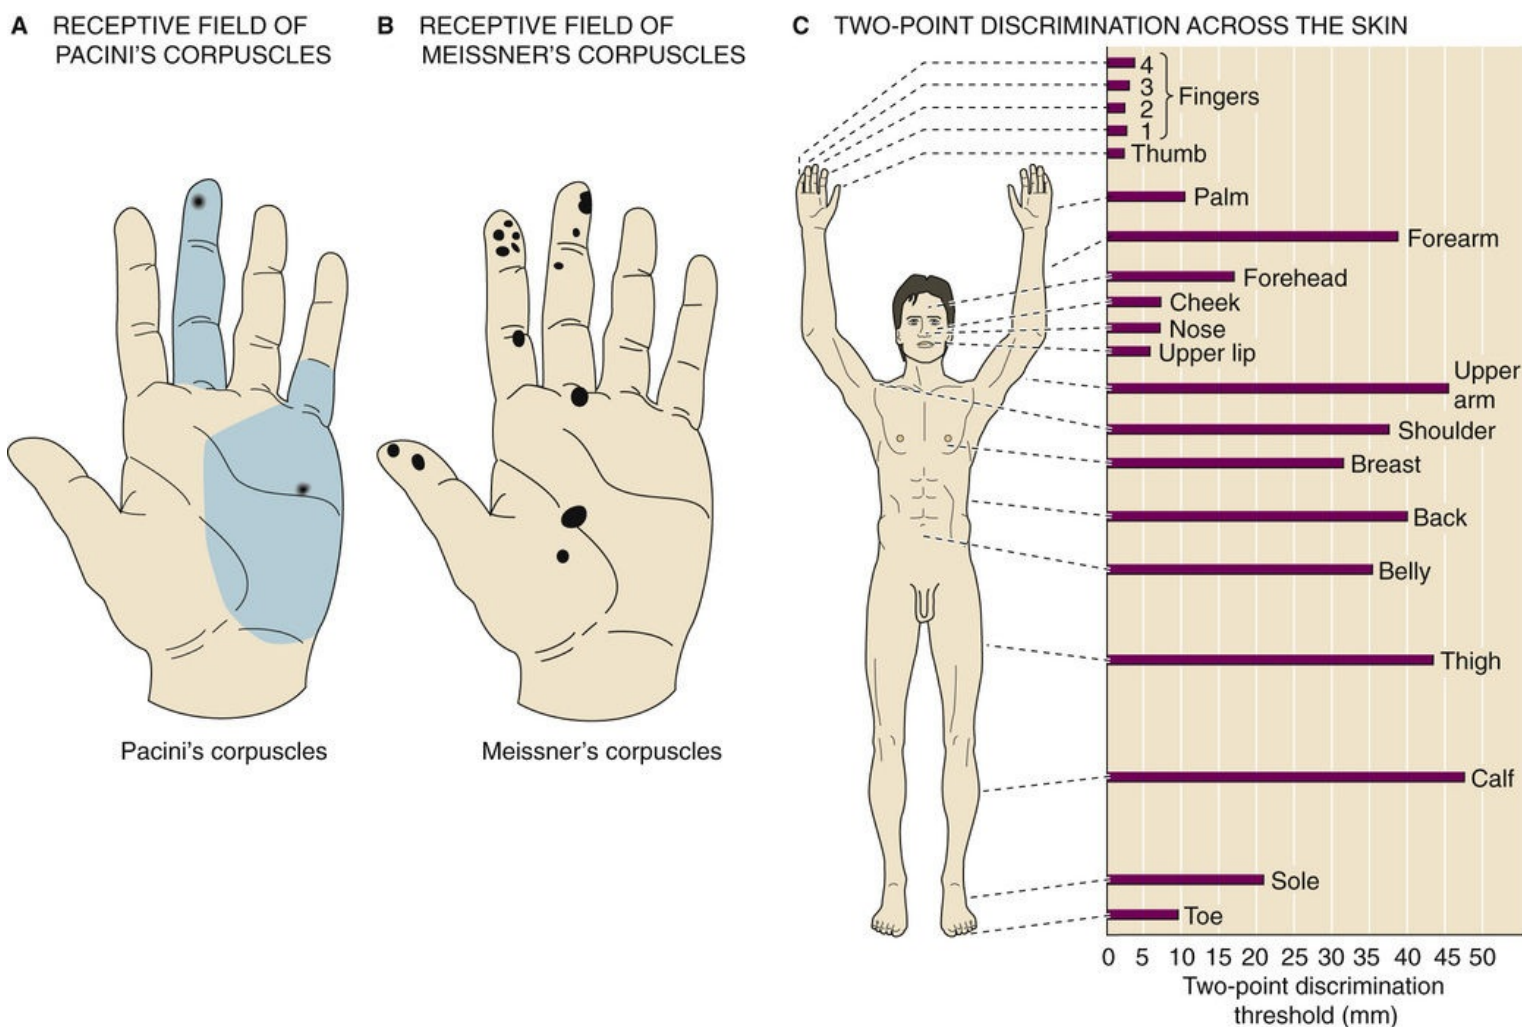 A RECEPTIVE FIELD OF
PACINI'S CORPUSCLES
B RECEPTIVE FIELD OF
MEISSNER'S CORPUSCLES
C TWO-POINT DISCRIMINATION ACROSS THE SKIN
4
3
2
1
Fingers
Thumb
Palm
Forearm
Forehead
Cheek
Nose
Upper lip
Upper
arm
Shoulder
Breast
Back
Belly
Thigh
Calf
Sole
Toe
0 5 10 15 20 25 30 35 40 45 50
Two-point discrimination
threshold (mm)
Pacini's corpuscles
Meissner's corpuscles